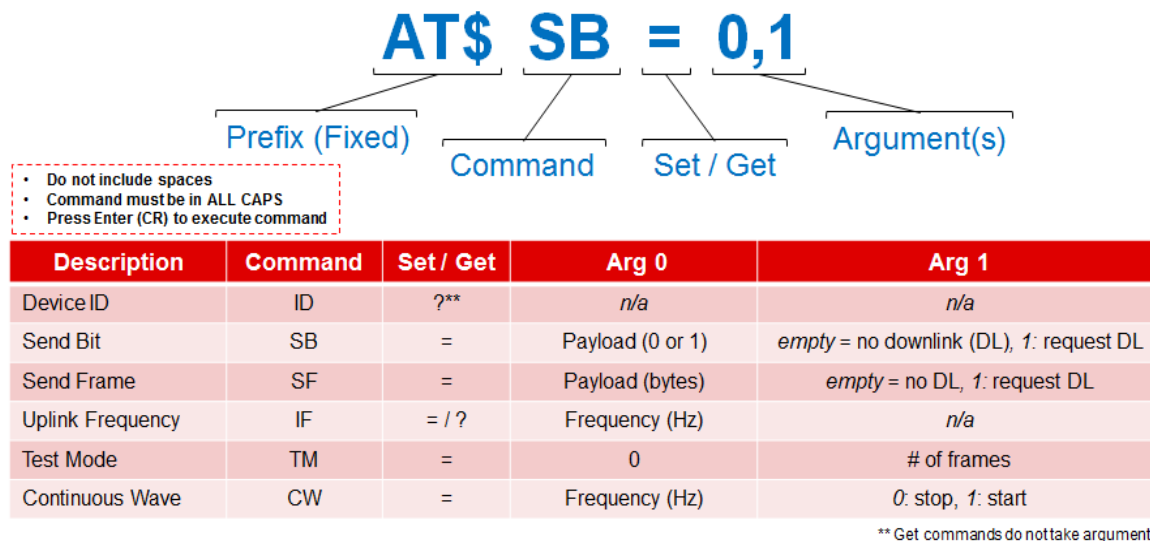 AT$ SB = 0,1
Prefix (Fixed)
Command
Set / Get
Argument(s)
• Do not include spaces
• Command must be in ALL CAPS
• Press Enter (CR) to execute command
Description Command Set / Get Arg 0 Arg 1
Device ID ID ?** n/a n/a
Send Bit SB = Payload (0 or 1) empty = no downlink (DL), 1: request DL
Send Frame SF = Payload (bytes) empty = no DL, 1: request DL
Uplink Frequency IF = / ? Frequency (Hz) n/a
Test Mode TM = 0 # of frames
Continuous Wave CW = Frequency (Hz) 0: stop, 1: start
** Get commands do not take argument